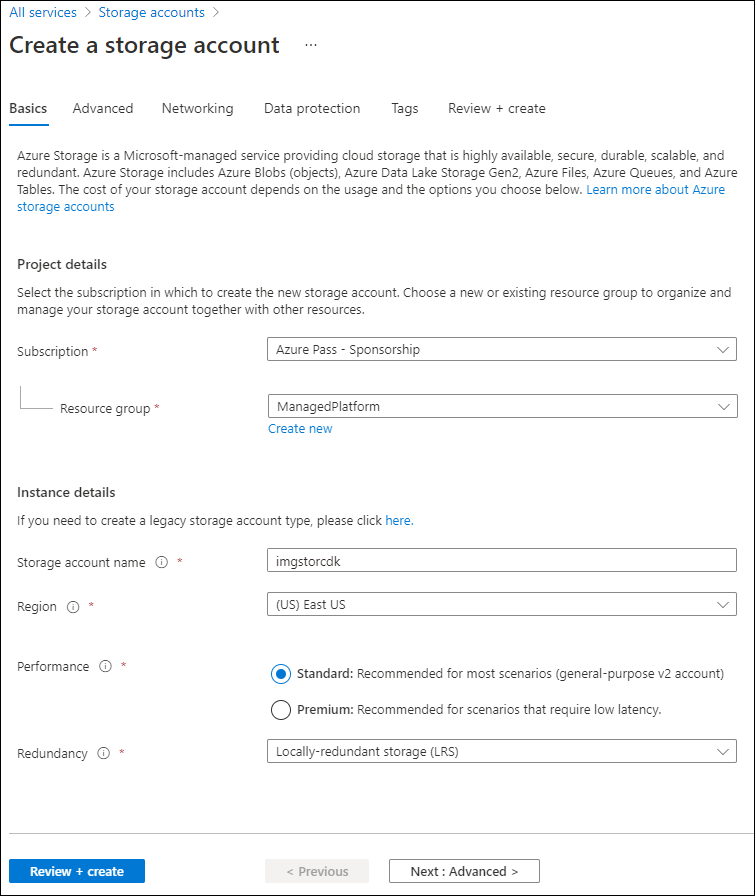 All services > Storage accounts >
Create a storage account ...
Basics Advanced Networking Data protection Tags Review + create
Azure Storage is a Microsoft-managed service providing cloud storage that is highly available, secure, durable, scalable, and
redundant. Azure Storage includes Azure Blobs (objects), Azure Data Lake Storage Gen2, Azure Files, Azure Queues, and Azure
Tables. The cost of your storage account depends on the usage and the options you choose below. Learn more about Azure
storage accounts
Project details
Select the subscription in which to create the new storage account. Choose a new or existing resource group to organize and
manage your storage account together with other resources.
Subscription * Azure Pass - Sponsorship
Resource group * ManagedPlatform
Create new
Instance details
If you need to create a legacy storage account type, please click here.
Storage account name * imgstorcdk
Region * (US) East US
Performance * Standard: Recommended for most scenarios (general-purpose v2 account)
Premium: Recommended for scenarios that require low latency.
Redundancy * Locally-redundant storage (LRS)
Review + create < Previous Next : Advanced >